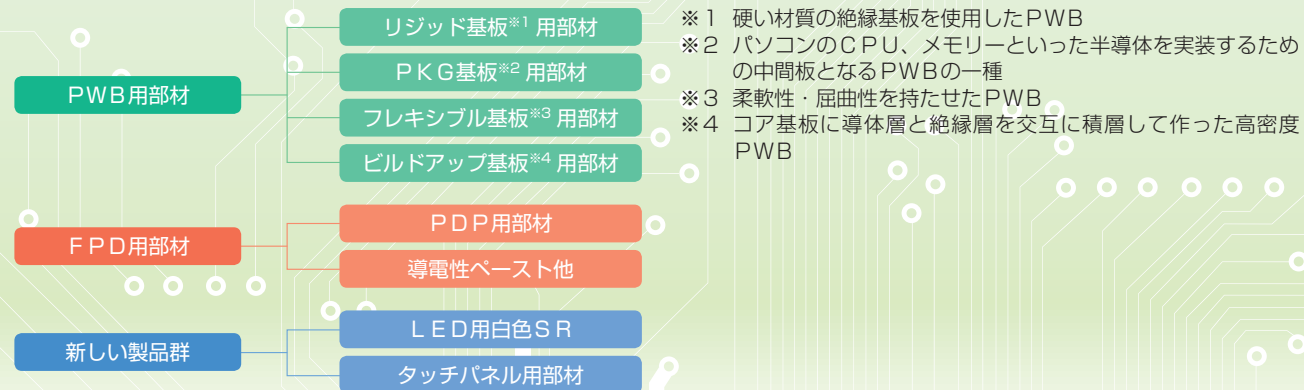 PWB用部材
リジッド基板※1 用部材
PKG基板※2 用部材
フレキシブル基板※3 用部材
ビルドアップ基板※4 用部材
FPD用部材
PDP用部材
導電性ペースト他
新しい製品群
LED用白色SR
タッチパネル用部材
※1 硬い材質の絶縁基板を使用したPWB
※2 パソコンのCPU、メモリーといった半導体を実装するため
の中間板となるPWBの一種
※3 柔軟性・屈曲性を持たせたPWB
※4 コア基板に導体層と絶縁層を交互に積層して作った高密度
PWB